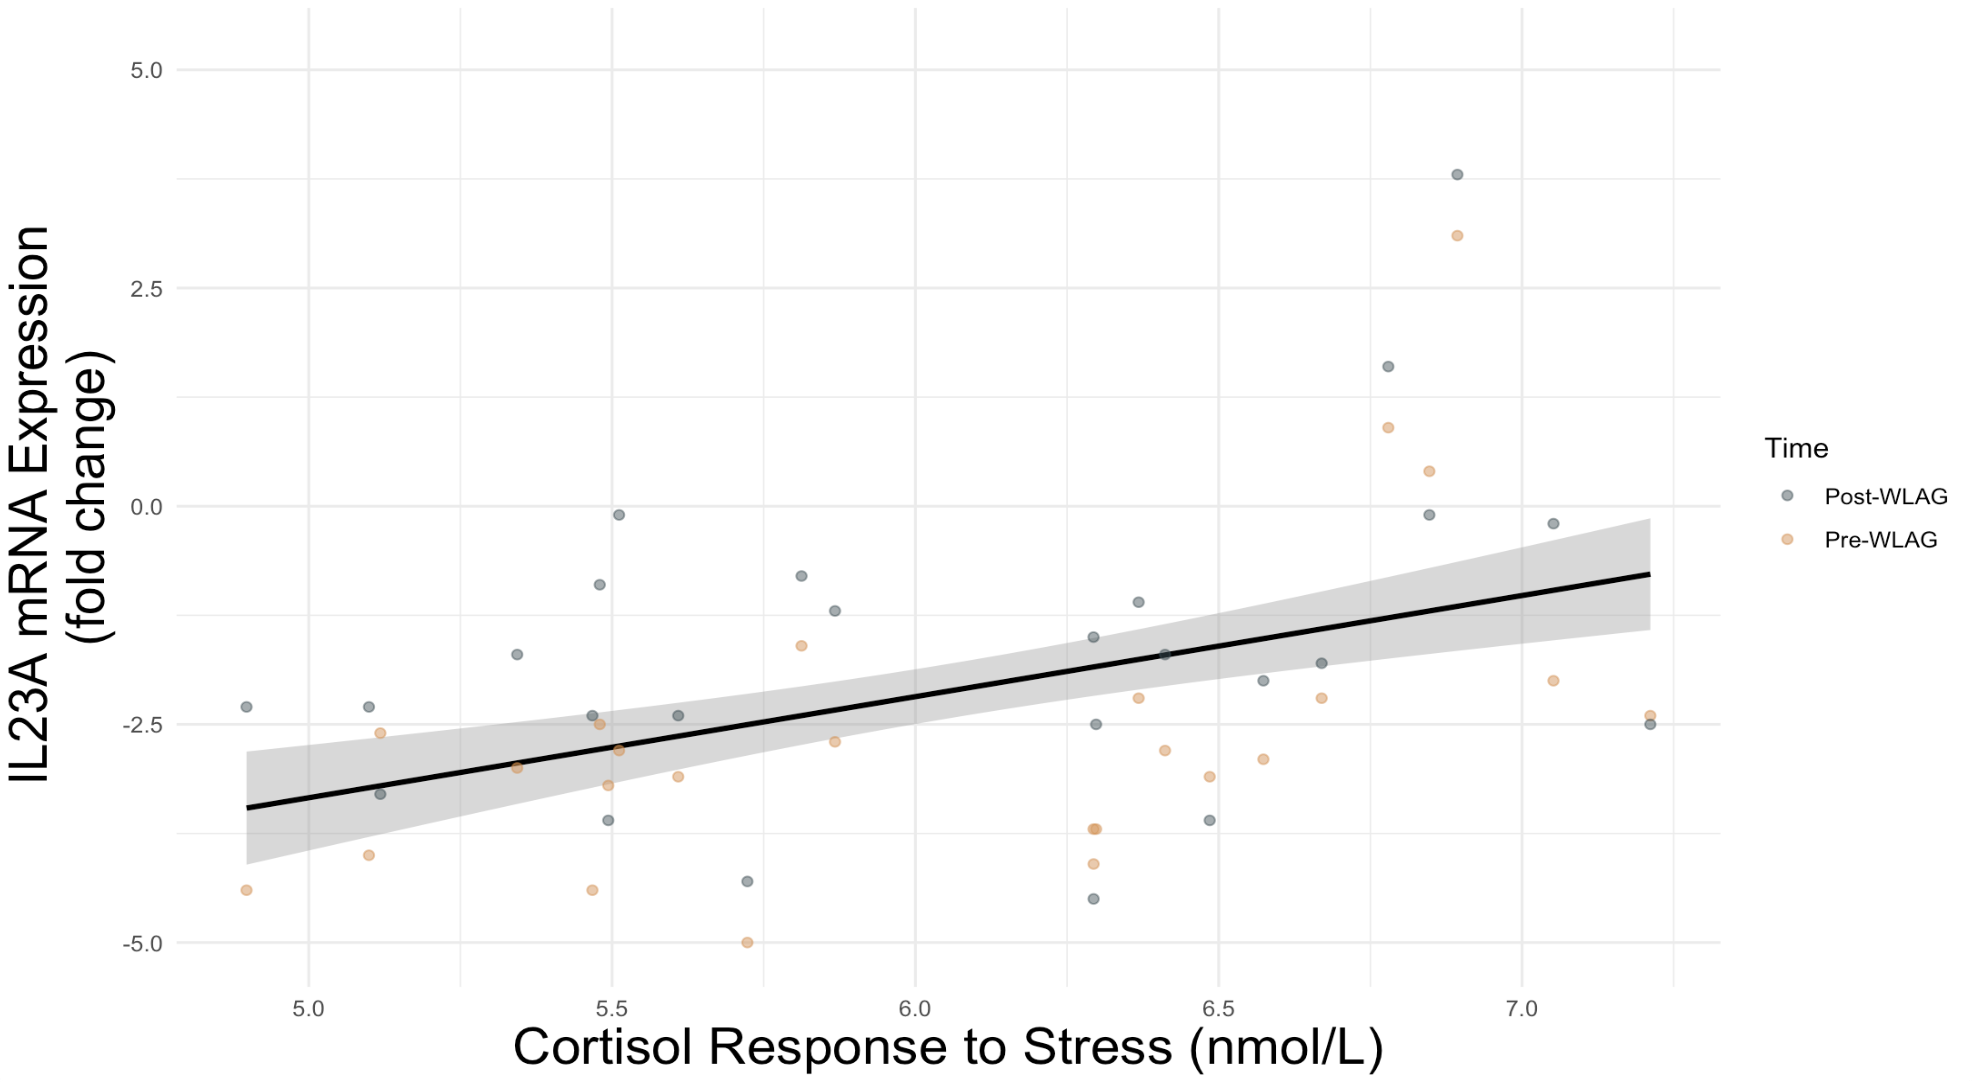 IL23A mRNA Expression
(fold change)
5.0
2.5
0.0
-2.5
-5.0
5.0
5.5
6.0
6.5
7.0
Cortisol Response to Stress (nmol/L)
Time
Post-WLAG
Pre-WLAG